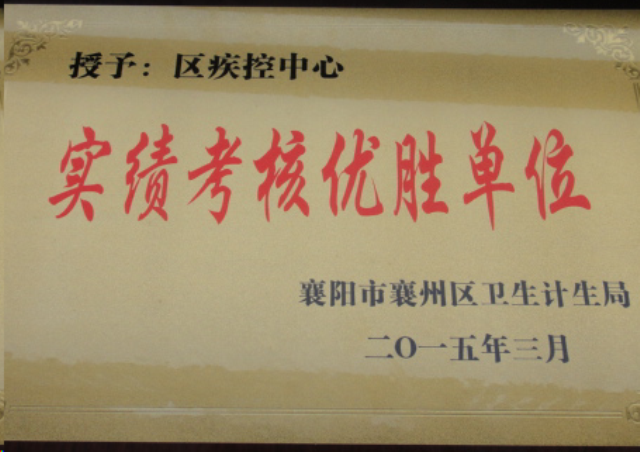 授予：区疾控中心
实绩考核优胜单位
襄阳市襄州区卫生计生局
二〇一五年三月